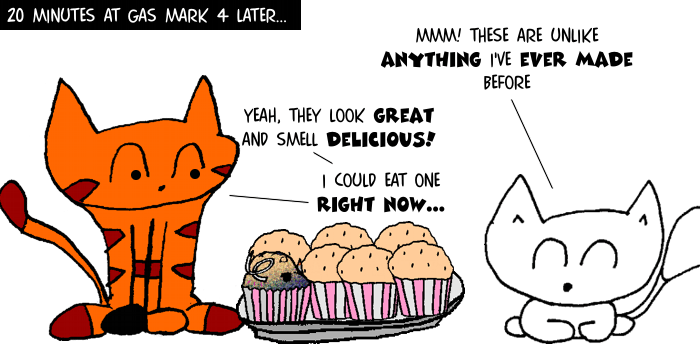 20 MINUTES AT GAS MARK 4 LATER...
MMM! THESE ARE UNLIKE
ANYTHING I'VE EVER MADE
BEFORE
YEAH, THEY LOOK GREAT
AND SMELL DELICIOUS!
I COULD EAT ONE
RIGHT NOW...